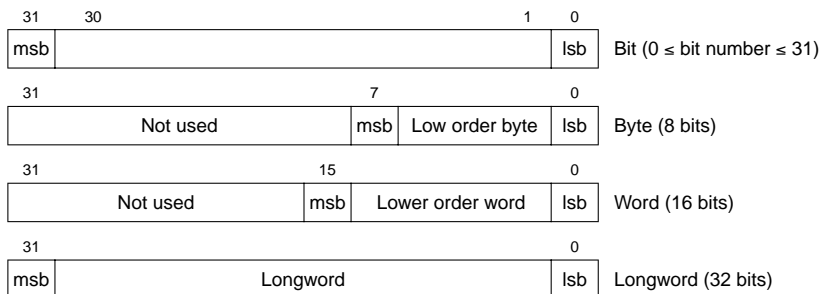 31 30 1 0
msb lsb Bit (0 ≤ bit number ≤ 31)
31 7 0
Not used msb Low order byte lsb Byte (8 bits)
31 15 0
Not used msb Lower order word lsb Word (16 bits)
31 0
msb Longword lsb Longword (32 bits)